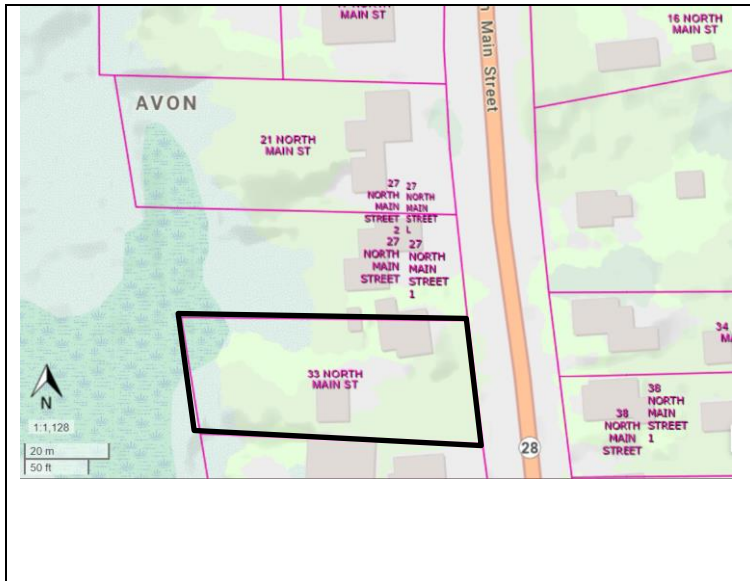 MAIN ST
16 NORTH
MAIN ST
Main Street
AVON
21 NORTH
MAIN ST
27
NORTH
MAIN
STREET
2
27
NORTH
MAIN
STREET
L
27
NORTH
MAIN
STREET
27
NORTH
MAIN
STREET
1
33 NORTH
MAIN ST
34
38
NORTH
MAIN
STREET
38
NORTH
MAIN
STREET
1
N
1:1,128
20 m
50 ft
28